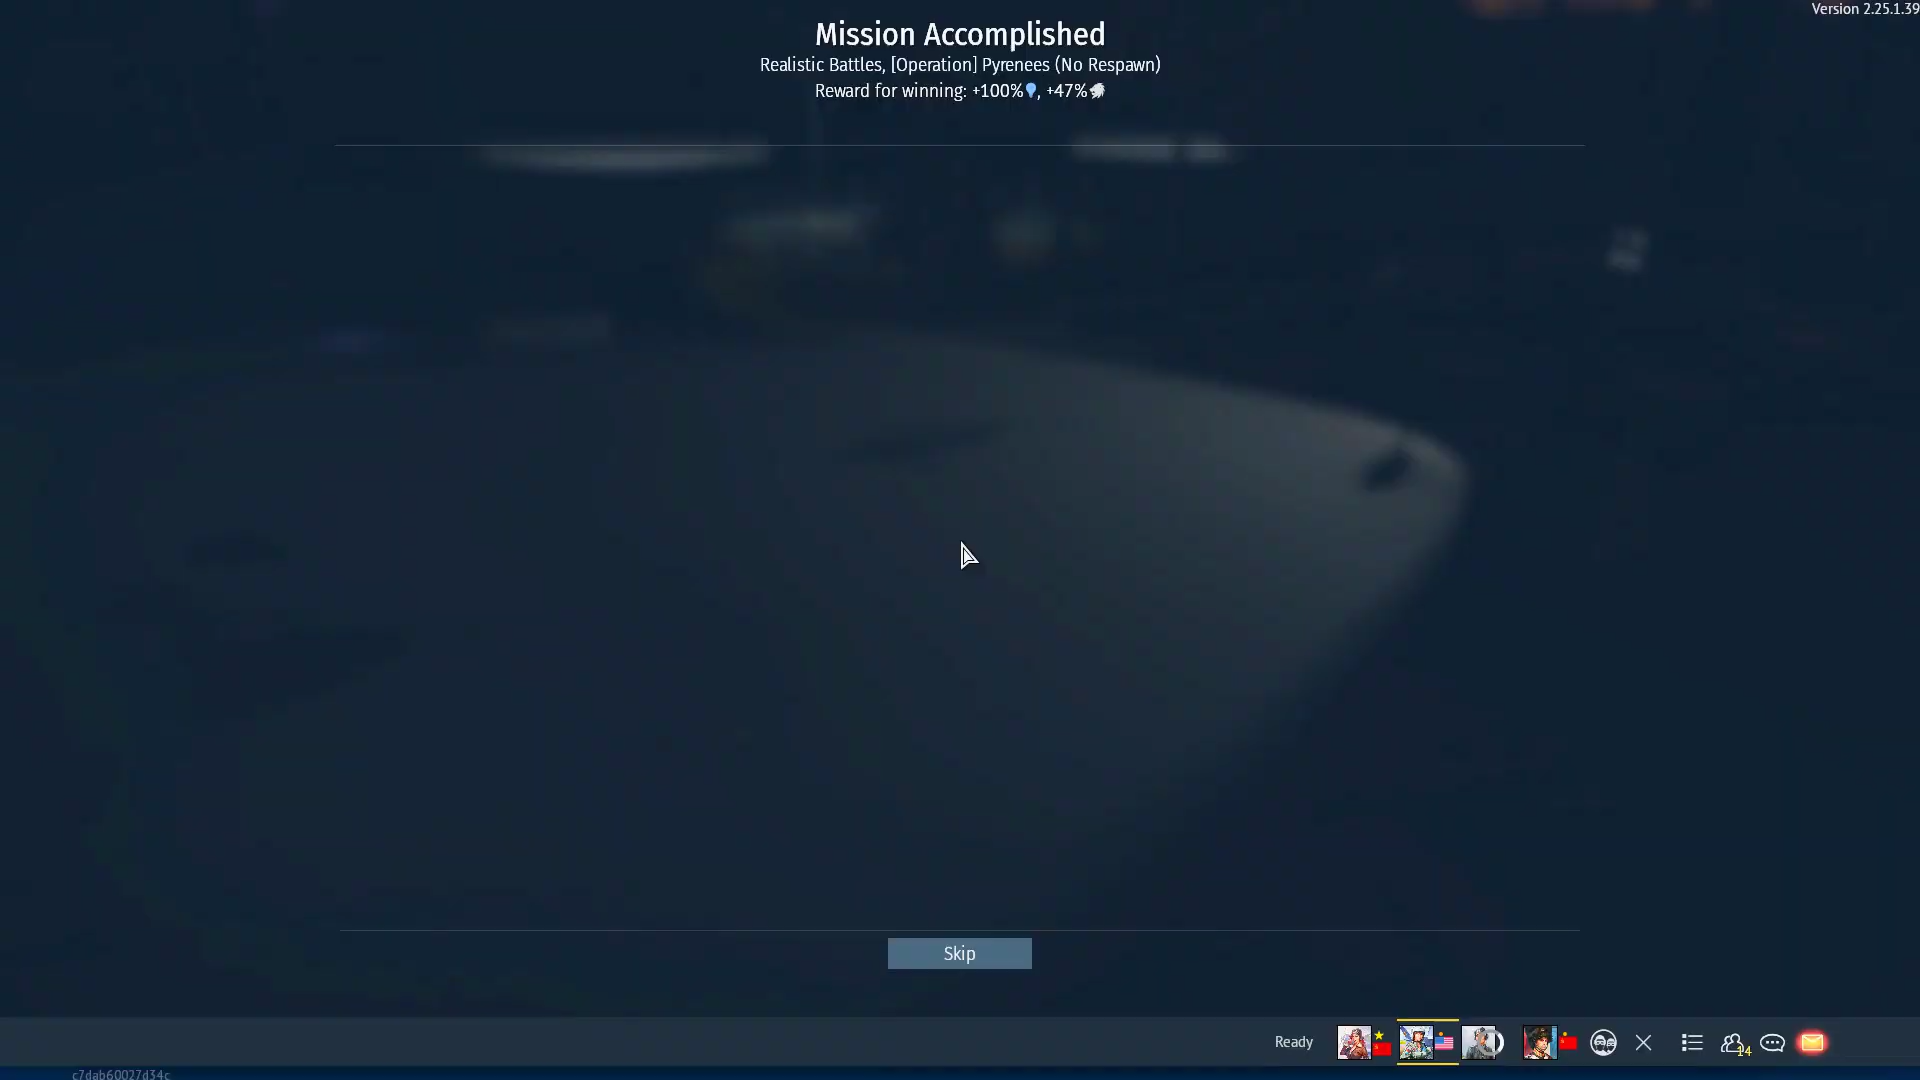 Version 2.25.1.39
Mission Accomplished
Realistic Battles, [Operation] Pyrenees (No Respawn)
Reward for winning: +100%, +47%
Skip
Ready
14
c7dab60027d34c